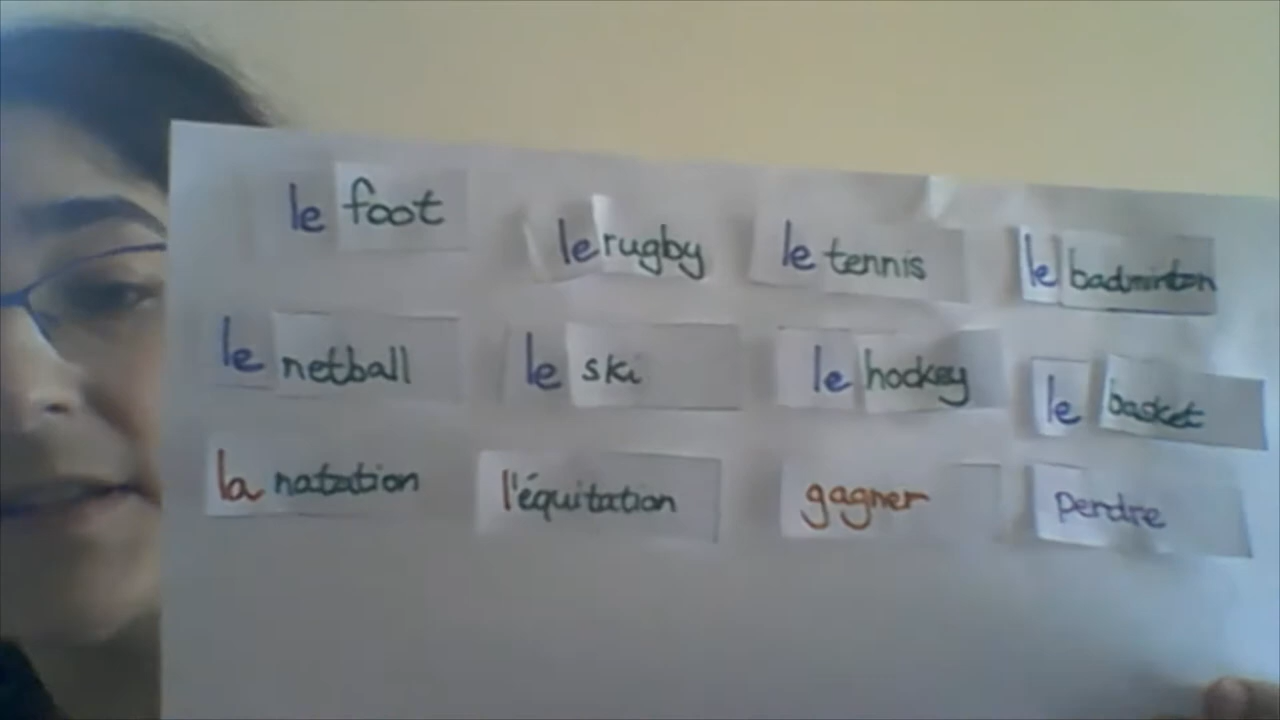 le foot le rugby le tennis le badminton
le netball le ski le hockey le basket
la natation l'équitation gagner perdre